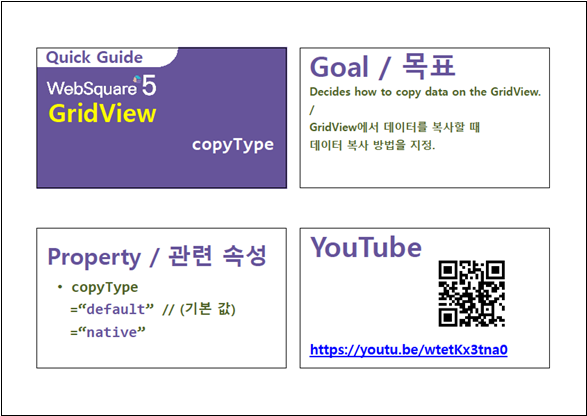 Quick Guide
WebSquare 5
GridView
copyType
Goal / 목표
Decides how to copy data on the GridView.
/
GridView에서 데이터를 복사할 때
데이터 복사 방법을 지정.
Property / 관련 속성
• copyType
=“default” // (기본 값)
=“native”
YouTube
https://youtu.be/wtetKx3tna0